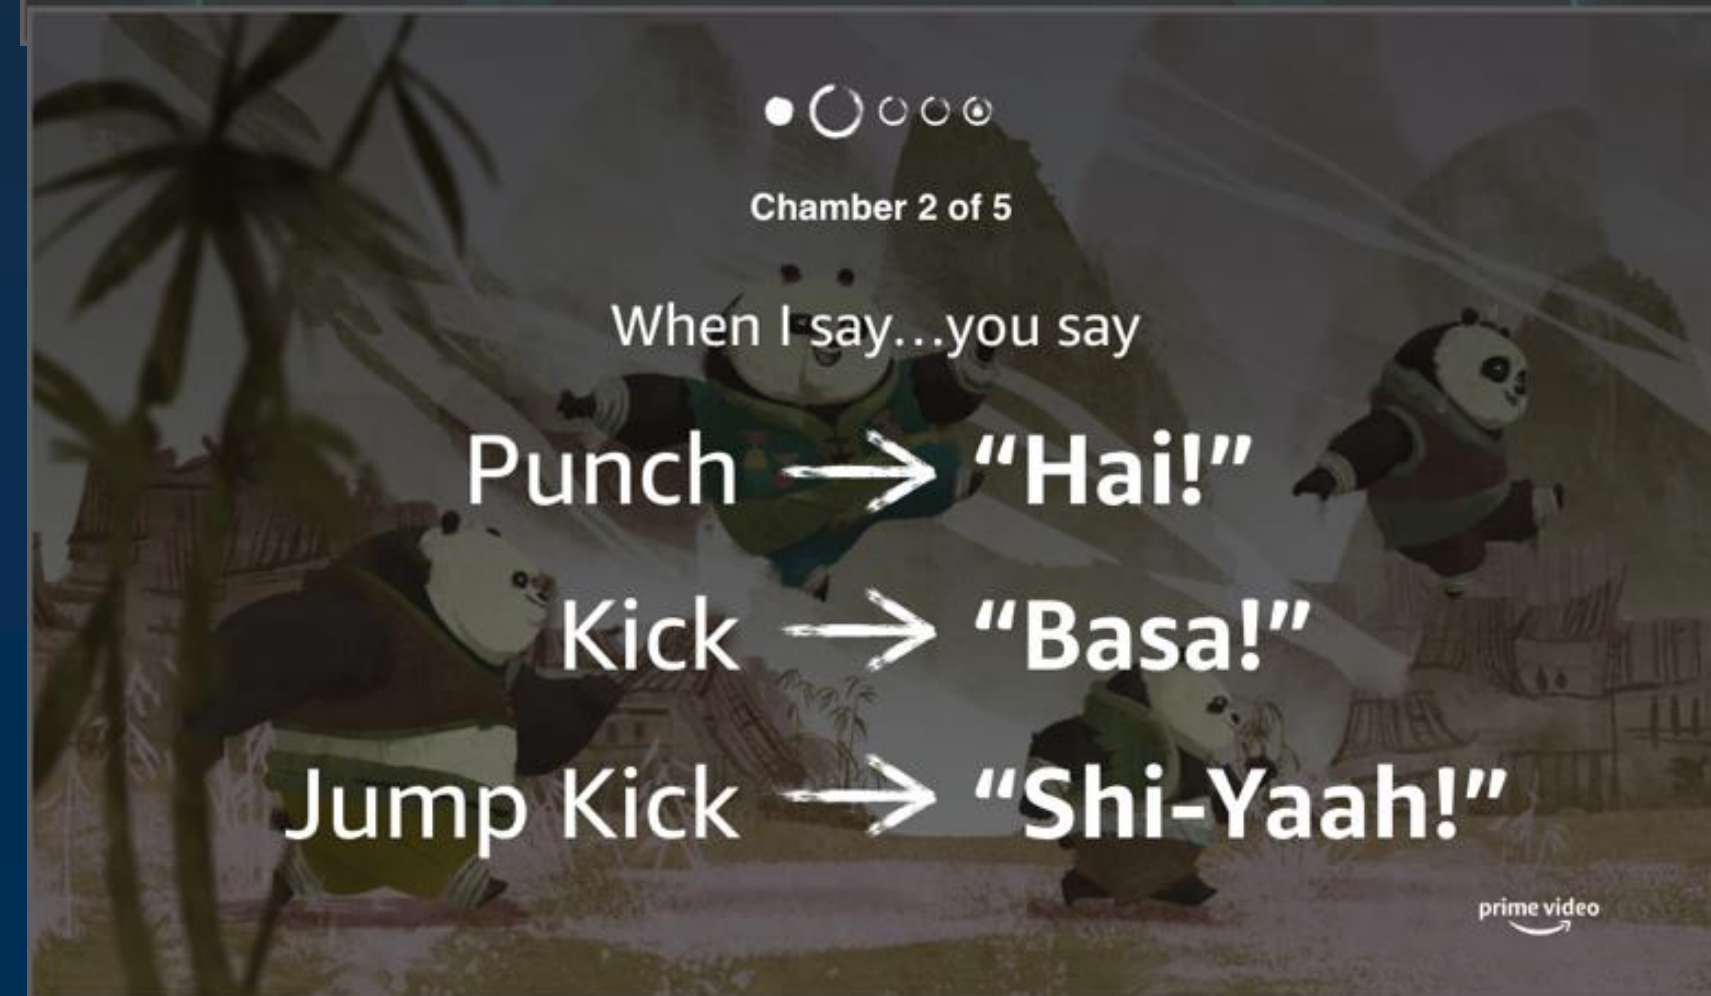 Chamber 2 of 5
When I say...you say
Punch → “Hai!”
Kick → “Basa!”
Jump Kick → “Shi-Yaah!”
prime video